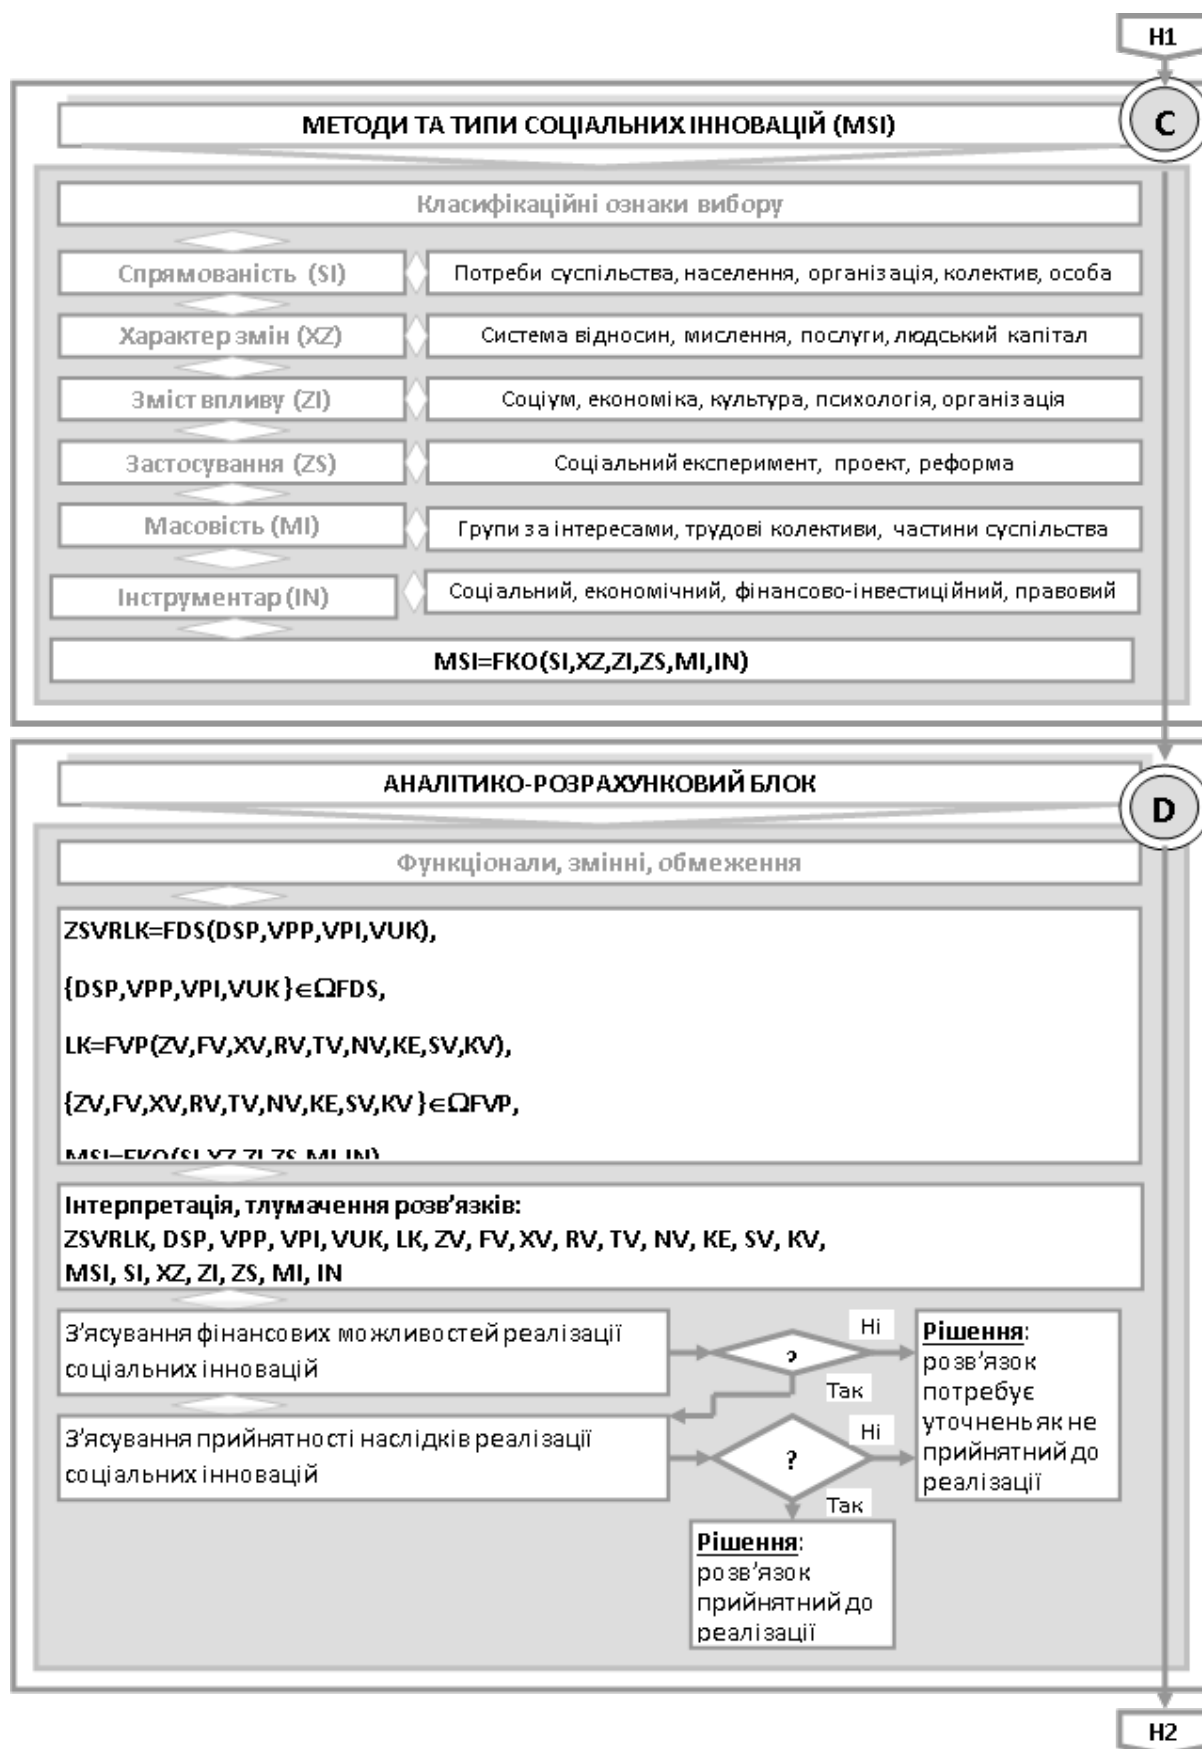 H1
МЕТОДИ ТА ТИПИ СОЦІАЛЬНИХ ІННОВАЦІЙ (MSI)
C
Класифікаційні ознаки вибору
Спрямованість (SI)
Потреби суспільства, населення, організація, колектив, особа
Характер змін (XZ)
Система відносин, мислення, послуги, людський капітал
Зміст впливу (ZI)
Соціум, економіка, культура, психологія, організація
Застосування (ZS)
Соціальний експеримент, проект, реформа
Масовість (MI)
Групи за інтересами, трудові колективи, частини суспільства
Інструментар (IN)
Соціальний, економічний, фінансово-інвестиційний, правовий
MSI=FKO(SI,XZ,ZI,ZS,MI,IN)
АНАЛІТИКО-РОЗРАХУНКОВИЙ БЛОК
D
Функціонали, змінні, обмеження
ZSVRLK=FDS(DSP,VPP,VPI,VUK),
{DSP,VPP,VPI,VUK}∈ΩFDS,
LK=FVP(ZV,FV,XV,RV,TV,NV,KE,SV,KV),
{ZV,FV,XV,RV,TV,NV,KE,SV,KV}∈ΩFVP,
MSI=FKO(SI,XZ,ZI,ZS,MI,IN)
Інтерпретація, тлумачення розв'язків:
ZSVRLK, DSP, VPP, VPI, VUK, LK, ZV, FV, XV, RV, TV, NV, KE, SV, KV,
MSI, SI, XZ, ZI, ZS, MI, IN
З'ясування фінансових можливостей реалізації
соціальних інновацій
?
Ні
Так
З'ясування прийнятності наслідків реалізації
соціальних інновацій
?
Ні
Так
Рішення:
розв'язок
потребує
уточнень як не
прийнятний до
реалізації
Рішення:
розв'язок
прийнятний до
реалізації
H2